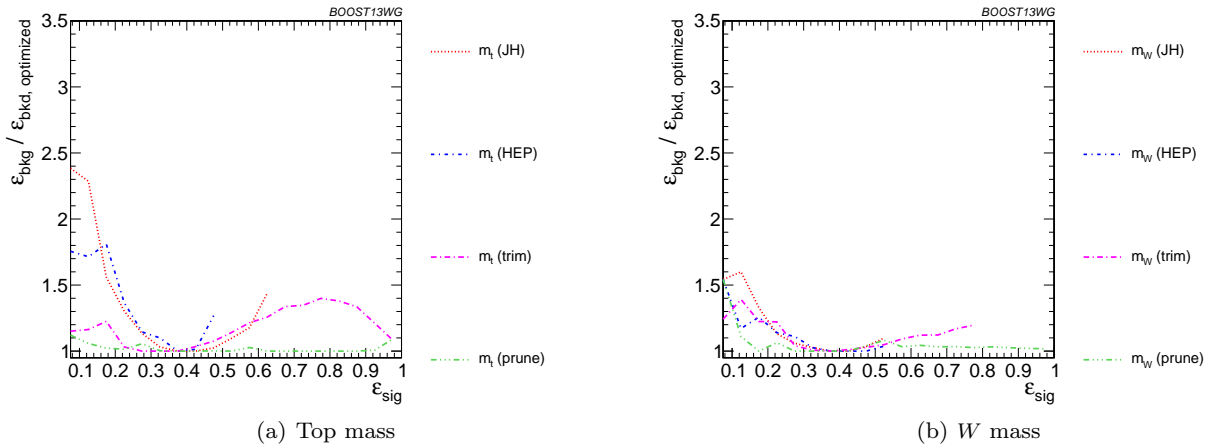 BOOST13WG
ε_bkg / ε_bkd, optimized
3.5
3
2.5
2
1.5
1
0.1 0.2 0.3 0.4 0.5 0.6 0.7 0.8 0.9 1
ε_sig
m_t (JH)
m_t (HEP)
m_t (trim)
m_t (prune)
(a) Top mass
BOOST13WG
ε_bkg / ε_bkd, optimized
3.5
3
2.5
2
1.5
1
0.1 0.2 0.3 0.4 0.5 0.6 0.7 0.8 0.9 1
ε_sig
m_W (JH)
m_W (HEP)
m_W (trim)
m_W (prune)
(b) W mass